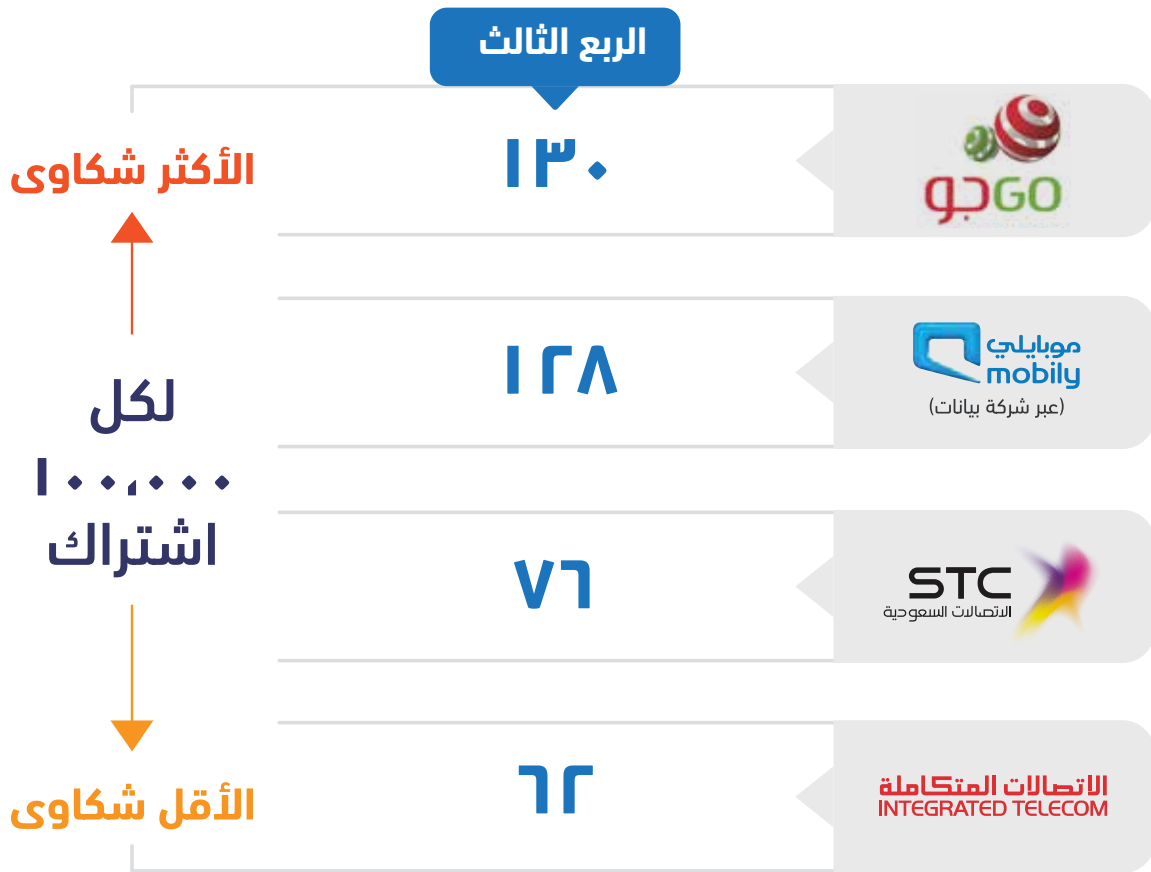 الربع الثالث
الأكثر شكاوى
١٣٠
جو GO
١٢٨
موبايلي
mobily
(عبر شركة بيانات)
لكل
١٠٠،٠٠٠
اشتراك
٧٦
STC
الاتصالات السعودية
الأقل شكاوى
٦٢
الاتصالات المتكاملة
INTEGRATED TELECOM